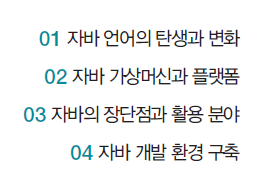 01 자바 언어의 탄생과 변화
02 자바 가상머신과 플랫폼
03 자바의 장단점과 활용 분야
04 자바 개발 환경 구축